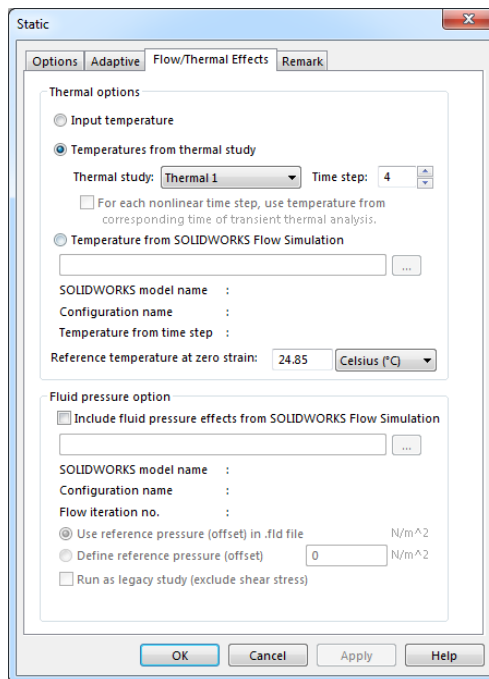 Static
Options Adaptive Flow/Thermal Effects Remark
Thermal options
Input temperature
Temperatures from thermal study
Thermal study: Thermal 1 Time step: 4
For each nonlinear time step, use temperature from
corresponding time of transient thermal analysis.
Temperature from SOLIDWORKS Flow Simulation
...
SOLIDWORKS model name :
Configuration name :
Temperature from time step :
Reference temperature at zero strain: 24.85 Celsius (°C)
Fluid pressure option
Include fluid pressure effects from SOLIDWORKS Flow Simulation
...
SOLIDWORKS model name :
Configuration name :
Flow iteration no. :
Use reference pressure (offset) in .fld file N/m^2
Define reference pressure (offset) 0 N/m^2
Run as legacy study (exclude shear stress)
OK Cancel Apply Help